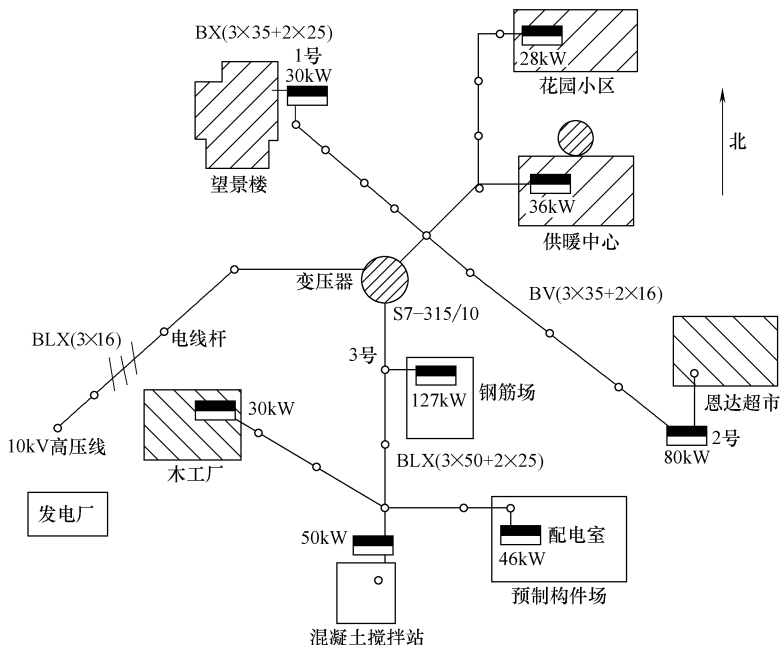 BX(3×35+2×25)
1号
30kW
望景楼
28kW
花园小区
北
36kW
供暖中心
变压器
S7-315/10
BV(3×35+2×16)
BLX(3×16)
电线杆
3号
127kW
钢筋场
恩达超市
2号
80kW
10kV高压线
30kW
木工厂
BLX(3×50+2×25)
发电厂
50kW
混凝土搅拌站
配电室
46kW
预制构件场